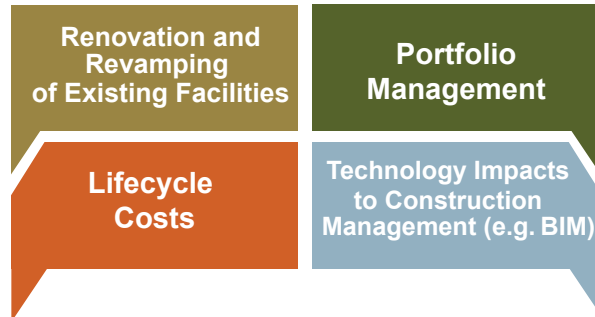 Renovation and
Revamping
of Existing Facilities
Portfolio
Management
Lifecycle
Costs
Technology Impacts
to Construction
Management (e.g. BIM)